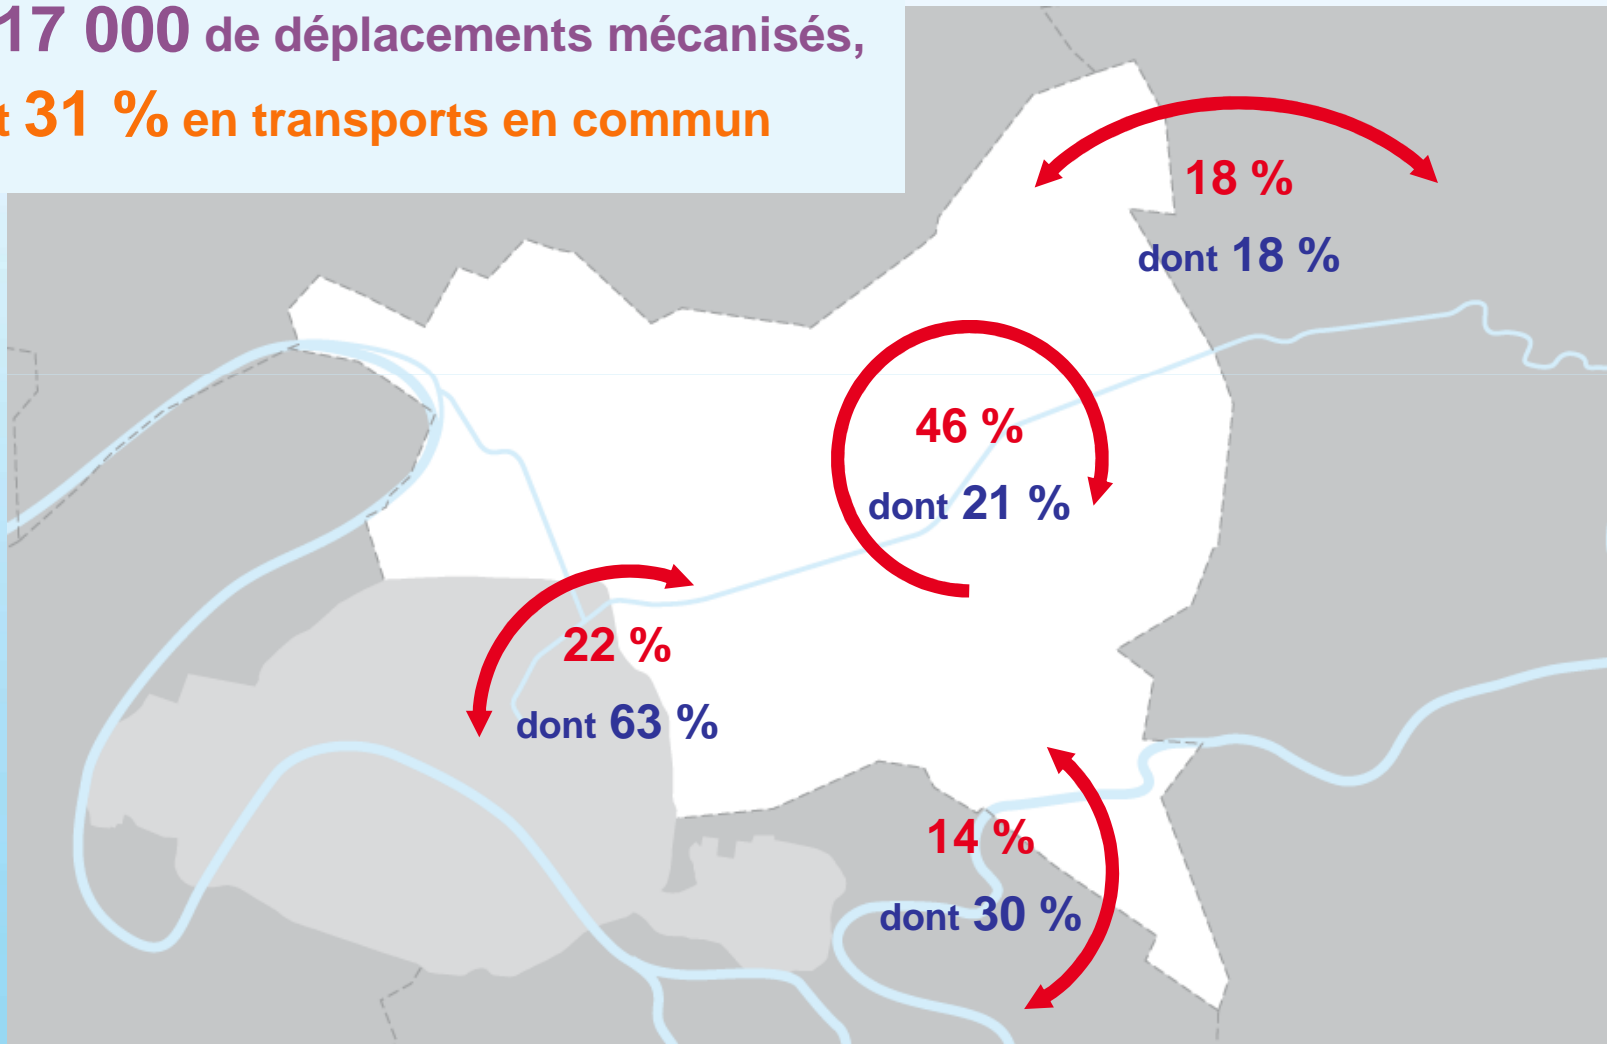 17 000 de déplacements mécanisés,
t 31 % en transports en commun
18 %
dont 18 %
46 %
dont 21 %
22 %
dont 63 %
14 %
dont 30 %